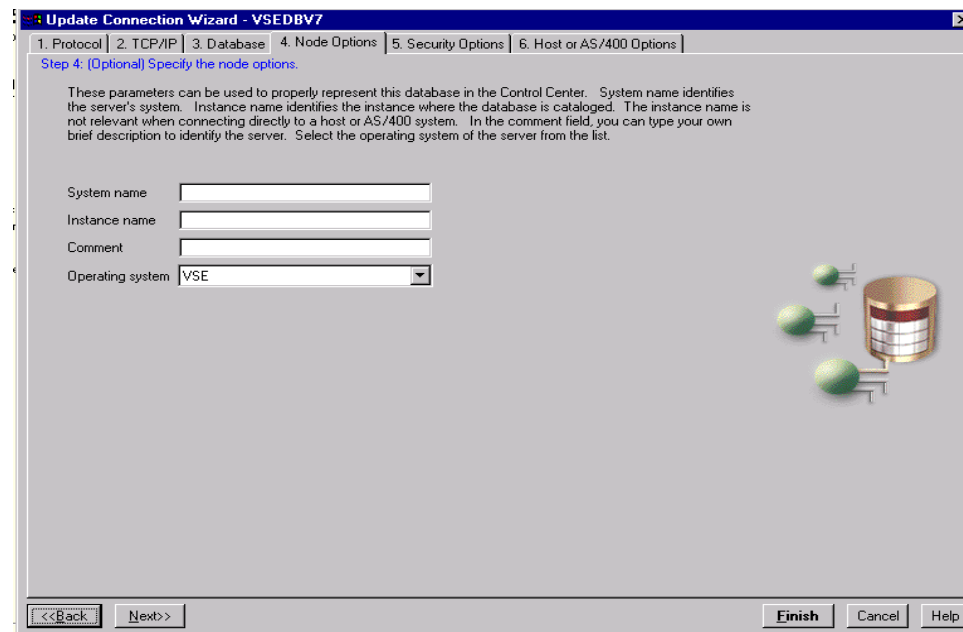 Update Connection Wizard - VSEDBV7
1. Protocol 2. TCP/IP 3. Database 4. Node Options 5. Security Options 6. Host or AS/400 Options
Step 4: (Optional) Specify the node options.
These parameters can be used to properly represent this database in the Control Center. System name identifies
the server's system. Instance name identifies the instance where the database is cataloged. The instance name is
not relevant when connecting directly to a host or AS/400 system. In the comment field, you can type your own
brief description to identify the server. Select the operating system of the server from the list.
System name
Instance name
Comment
Operating system VSE
<<Back Next>> Finish Cancel Help